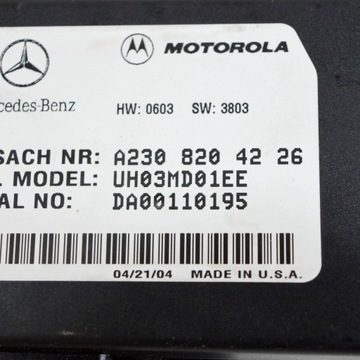 MOTOROLA
cedes-Benz
HW: 0603 SW: 3803
SACH NR: A230 820 42 26
. MODEL: UH03MD01EE
AL NO: DA00110195
04/21/04 MADE IN U.S.A.